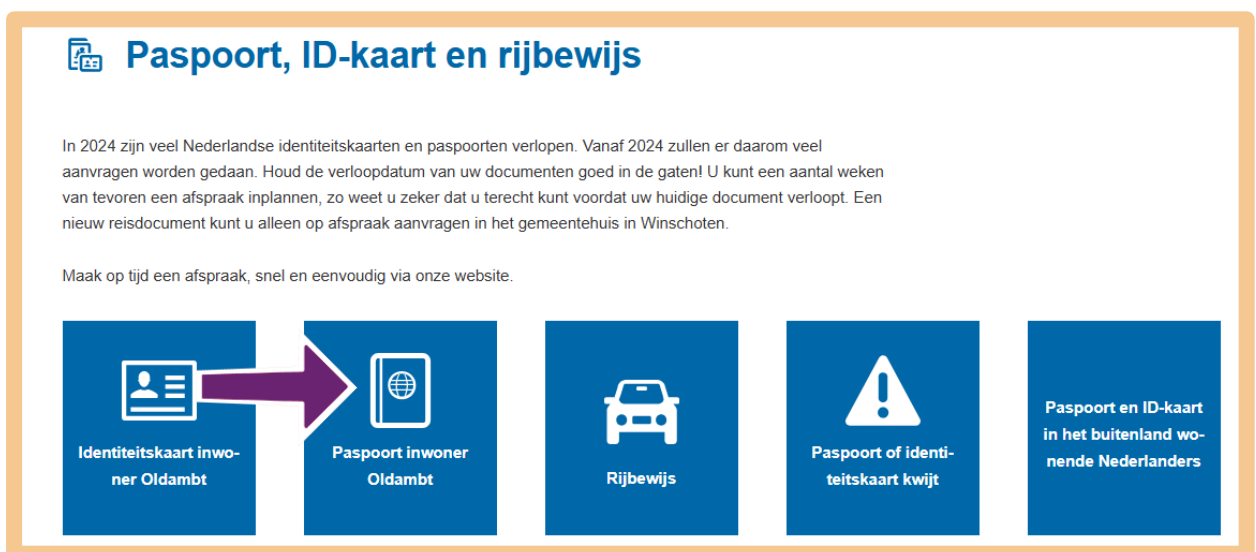 Paspoort, ID-kaart en rijbewijs
In 2024 zijn veel Nederlandse identiteitskaarten en paspoorten verlopen. Vanaf 2024 zullen er daarom veel
aanvragen worden gedaan. Houd de verloopdatum van uw documenten goed in de gaten! U kunt een aantal weken
van tevoren een afspraak inplannen, zo weet u zeker dat u terecht kunt voordat uw huidige document verloopt. Een
nieuw reisdocument kunt u alleen op afspraak aanvragen in het gemeentehuis in Winschoten.
Maak op tijd een afspraak, snel en eenvoudig via onze website.
Identiteitskaart inwo-
ner Oldambt
Paspoort inwoner
Oldambt
Rijbewijs
Paspoort of identi-
teitskaart kwijt
Paspoort en ID-kaart
in het buitenland wo-
nende Nederlanders